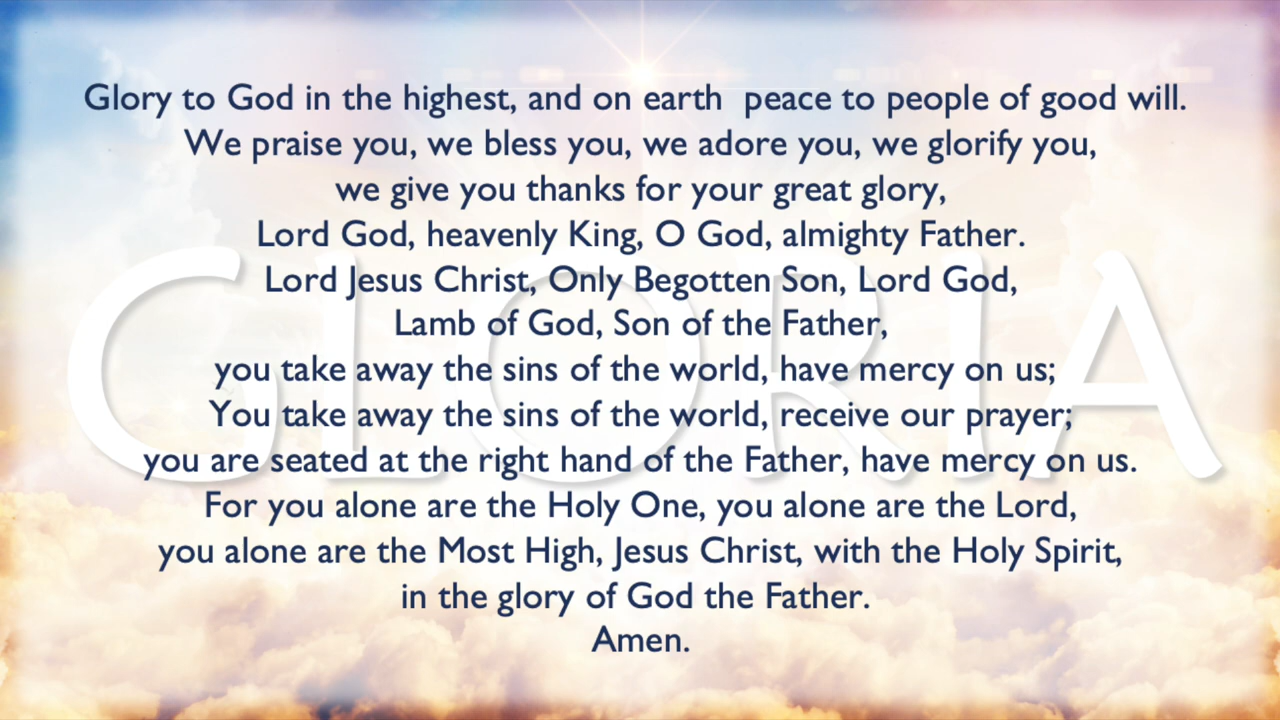 Glory to God in the highest, and on earth  peace to people of good will.
We praise you, we bless you, we adore you, we glorify you,
we give you thanks for your great glory,
Lord God, heavenly King, O God, almighty Father.
Lord Jesus Christ, Only Begotten Son, Lord God,
Lamb of God, Son of the Father,
you take away the sins of the world, have mercy on us;
You take away the sins of the world, receive our prayer;
you are seated at the right hand of the Father, have mercy on us.
For you alone are the Holy One, you alone are the Lord,
you alone are the Most High, Jesus Christ, with the Holy Spirit,
in the glory of God the Father.
Amen.
GLORIA